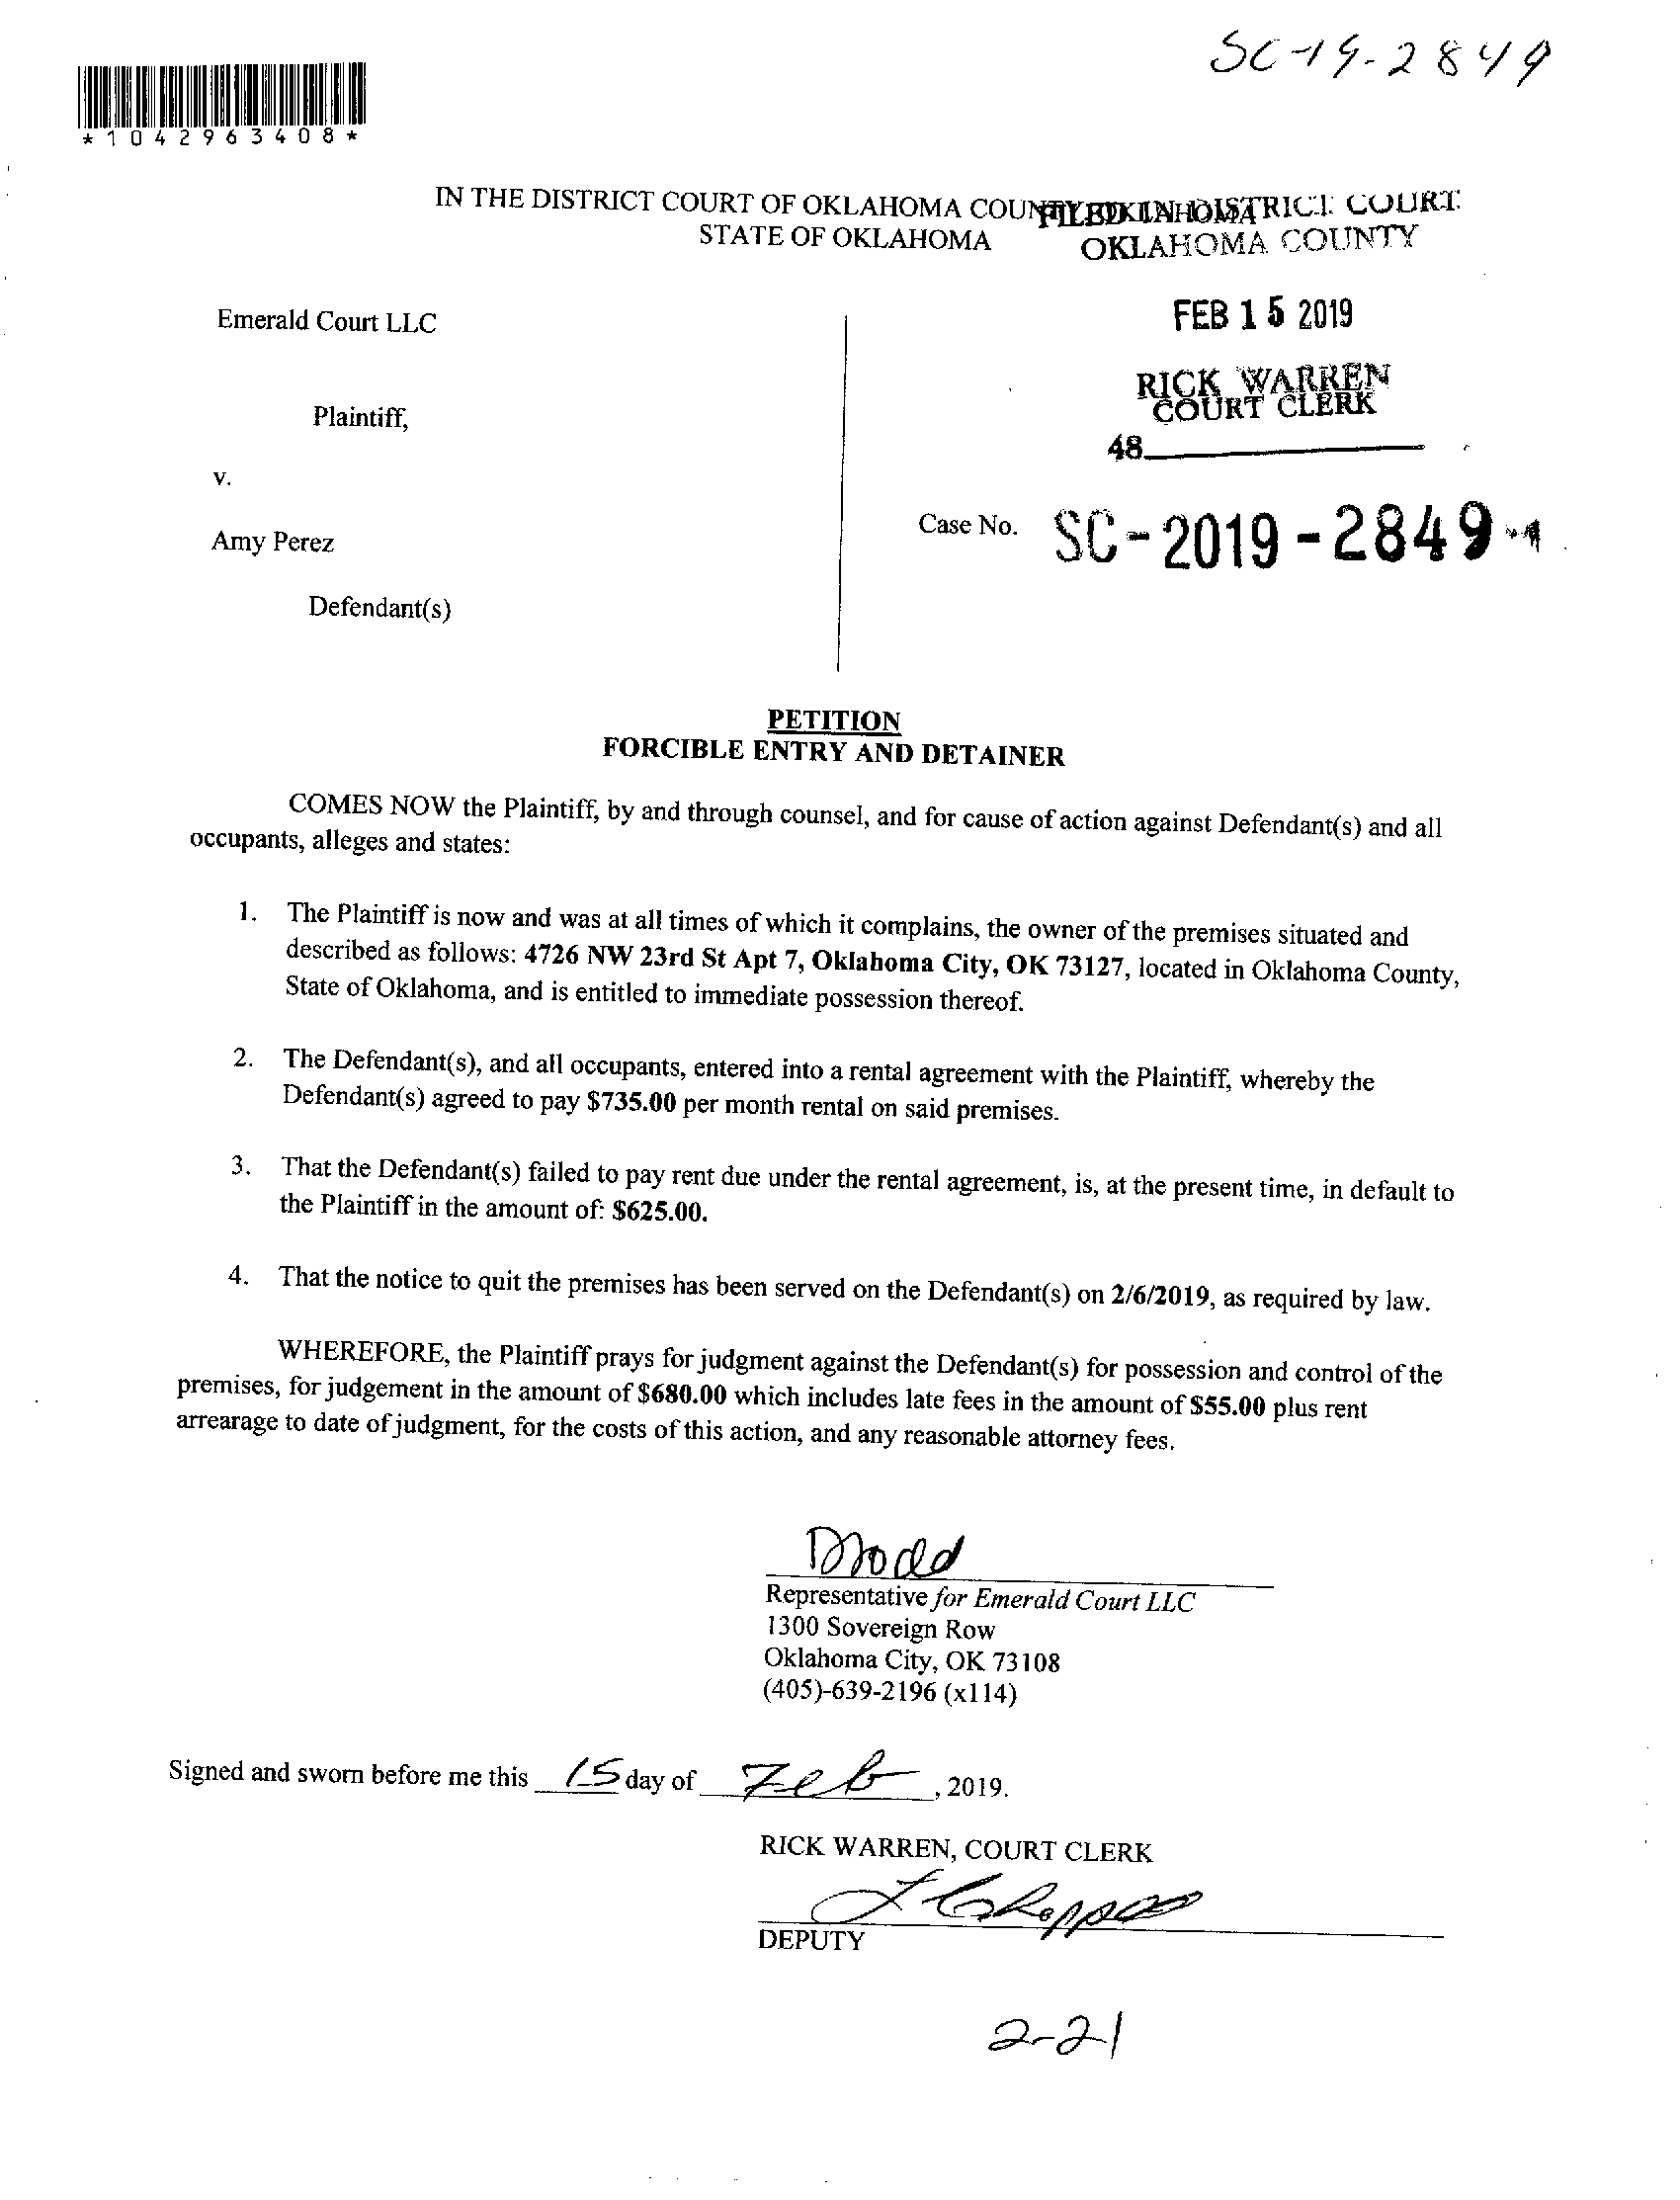 SC-19-2849
*1042963408*
IN THE DISTRICT COURT OF OKLAHOMA COUNTY, OKLAHOMA
STATE OF OKLAHOMA
FILED IN DISTRICT COURT
OKLAHOMA COUNTY
Emerald Court LLC
FEB 15 2019
RICK WARREN
COURT CLERK
Plaintiff,
48
v.
Case No. SC-2019-2849
Amy Perez
Defendant(s)
PETITION
FORCIBLE ENTRY AND DETAINER
COMES NOW the Plaintiff, by and through counsel, and for cause of action against Defendant(s) and all
occupants, alleges and states:
1. The Plaintiff is now and was at all times of which it complains, the owner of the premises situated and
described as follows: 4726 NW 23rd St Apt 7, Oklahoma City, OK 73127, located in Oklahoma County,
State of Oklahoma, and is entitled to immediate possession thereof.
2. The Defendant(s), and all occupants, entered into a rental agreement with the Plaintiff, whereby the
Defendant(s) agreed to pay $735.00 per month rental on said premises.
3. That the Defendant(s) failed to pay rent due under the rental agreement, is, at the present time, in default to
the Plaintiff in the amount of: $625.00.
4. That the notice to quit the premises has been served on the Defendant(s) on 2/6/2019, as required by law.
WHEREFORE, the Plaintiff prays for judgment against the Defendant(s) for possession and control of the
premises, for judgement in the amount of $680.00 which includes late fees in the amount of $55.00 plus rent
arrearage to date of judgment, for the costs of this action, and any reasonable attorney fees.
Representative for Emerald Court LLC
1300 Sovereign Row
Oklahoma City, OK 73108
(405)-639-2196 (x114)
Signed and sworn before me this 15 day of Feb, 2019.
RICK WARREN, COURT CLERK
DEPUTY
2-21